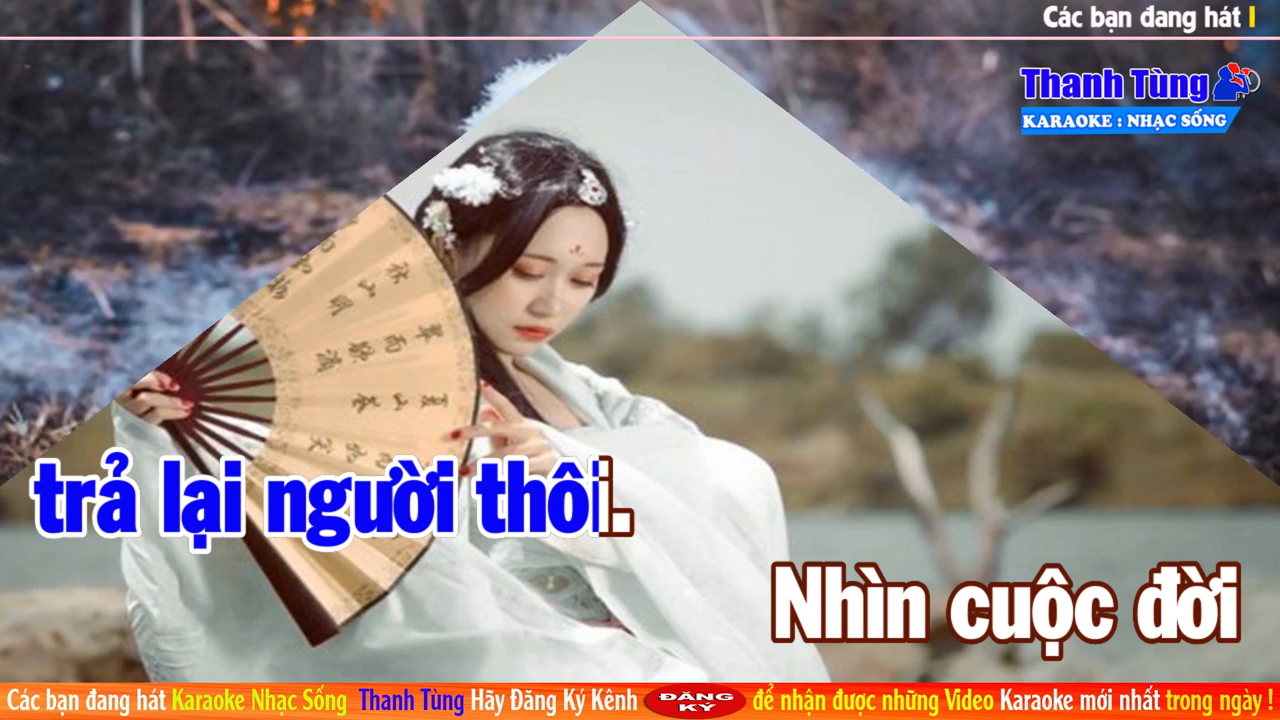 Các bạn đang hát I
Thanh Tùng
KARAOKE : NHẠC SỐNG
trả lại người thôi.
Nhìn cuộc đời
Các bạn đang hát Karaoke Nhạc Sống Thanh Tùng Hãy Đăng Ký Kênh ĐĂNG KÝ để nhận được những Video Karaoke mới nhất trong ngày !